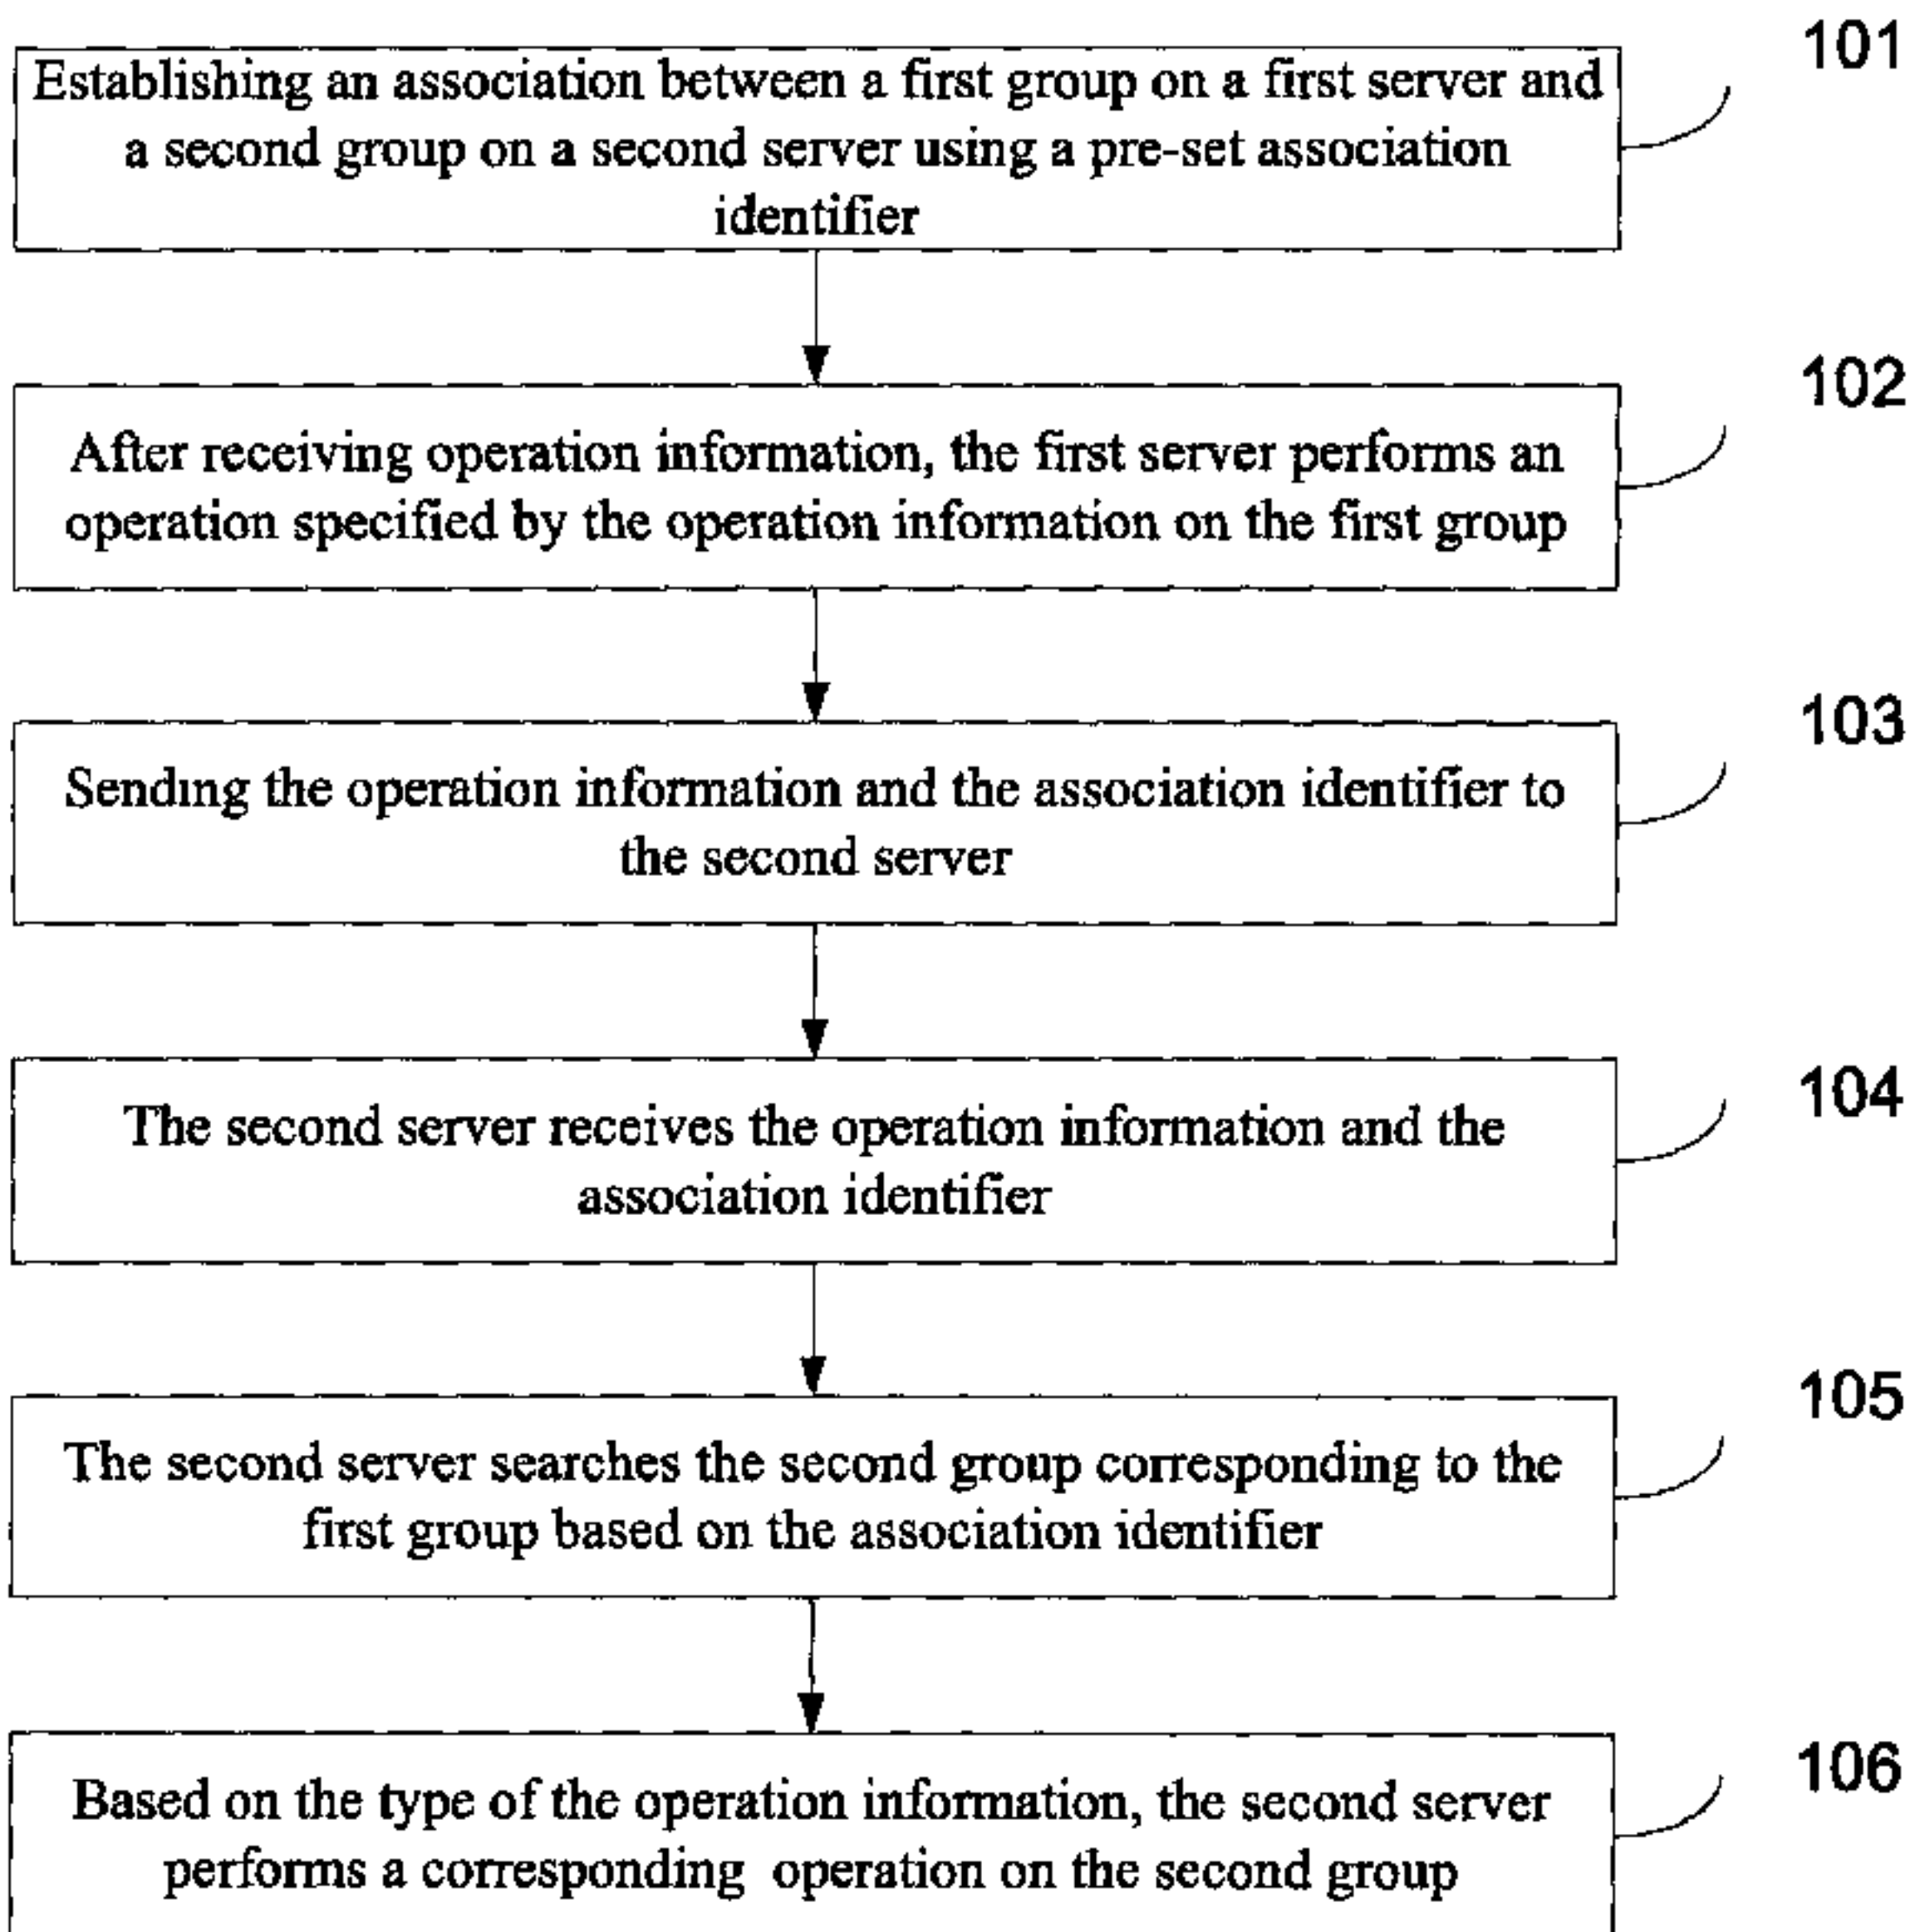 101
Establishing an association between a first group on a first server and
a second group on a second server using a pre-set association
identifier
102
After receiving operation information, the first server performs an
operation specified by the operation information on the first group
103
Sending the operation information and the association identifier to
the second server
104
The second server receives the operation information and the
association identifier
105
The second server searches the second group corresponding to the
first group based on the association identifier
106
Based on the type of the operation information, the second server
performs a corresponding operation on the second group